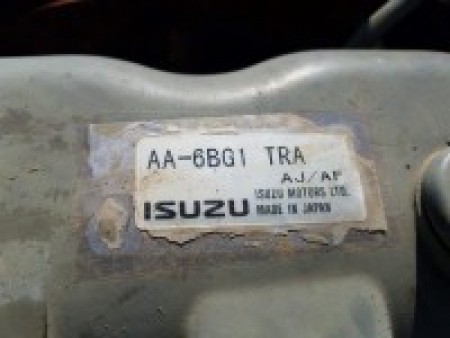 AA-6BG1 TRA
AJ/AF
ISUZU ISUZU MOTORS LTD.
MADE IN JAPAN